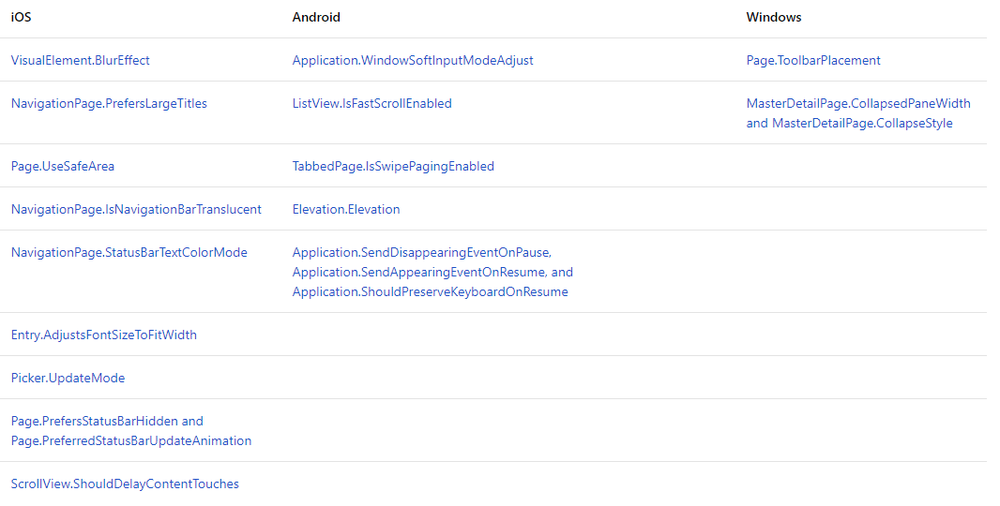 iOS Android Windows
VisualElement.BlurEffect Application.WindowSoftInputModeAdjust Page.ToolbarPlacement
NavigationPage.PrefersLargeTitles ListView.IsFastScrollEnabled MasterDetailPage.CollapsedPaneWidth
and MasterDetailPage.CollapseStyle
Page.UseSafeArea TabbedPage.IsSwipePagingEnabled
NavigationPage.IsNavigationBarTranslucent Elevation.Elevation
NavigationPage.StatusBarTextColorMode Application.SendDisappearingEventOnPause,
Application.SendAppearingEventOnResume, and
Application.ShouldPreserveKeyboardOnResume
Entry.AdjustsFontSizeToFitWidth
Picker.UpdateMode
Page.PrefersStatusBarHidden and
Page.PreferredStatusBarUpdateAnimation
ScrollView.ShouldDelayContentTouches